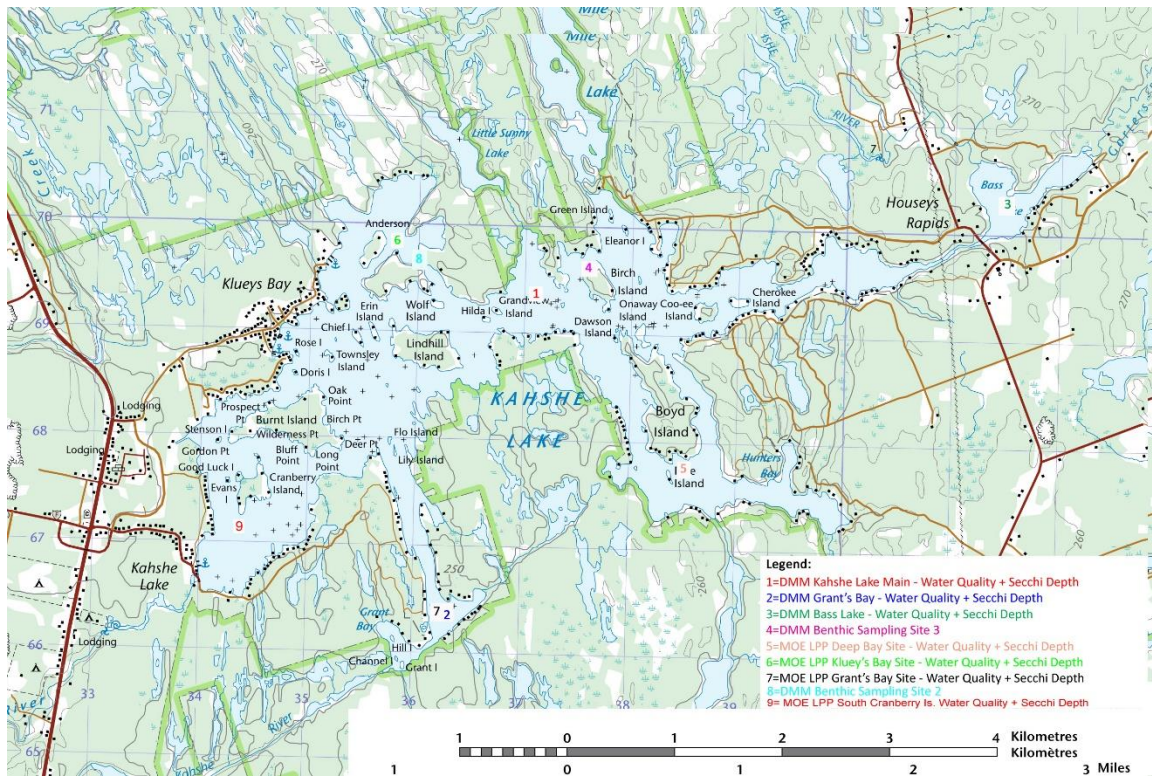 Mile
Mile
Lake
ISHE
ISHE
270
260
270
71
Little Sunny
Lake
RIVER
7
Creek
Bass
3
Gutters
Houseys
Rapids
70
Anderson
6
8
Green Island
Eleanor I
4
Birch
Island
Klueys Bay
Erin
Island
Wolf
Island
1
Grandview
Island
Hilda I
Onaway
Island
Coo-ee
Island
Cherokee
Island
69
Chief I
Rose I
Townsley
Island
Lindhill
Island
Dawson
Island
Doris I
Oak
Point
KAHSHE
LAKE
Lodging
Prospect
Pt
Burnt Island
Birch Pt
Boyd
Island
68
Stenson I
Wilderness Pt
Flo Island
Lodging
Gordon Pt
Bluff
Point
Deer Pt
Long
Point
Lily Island
Hunters
Bay
Good Luck I
Cranberry
Island
5
Island
Evans
I
9
67
Kahshe
Lake
250
260
260
7 2
Grant
Bay
Hill I
Channel I
Grant I
66
Lodging
33
34
35
36
37
38
River
River
Kahshe
65
Legend:
1=DMM Kahshe Lake Main - Water Quality + Secchi Depth
2=DMM Grant's Bay - Water Quality + Secchi Depth
3=DMM Bass Lake - Water Quality + Secchi Depth
4=DMM Benthic Sampling Site 3
5=MOE LPP Deep Bay Site - Water Quality + Secchi Depth
6=MOE LPP Kluey's Bay Site - Water Quality + Secchi Depth
7=MOE LPP Grant's Bay Site - Water Quality + Secchi Depth
8=DMM Benthic Sampling Site 2
9= MOE LPP South Cranberry Is. Water Quality + Secchi Depth
1 0 1 2 3 4 Kilometres
Kilomètres
1 0 1 2 3 Miles